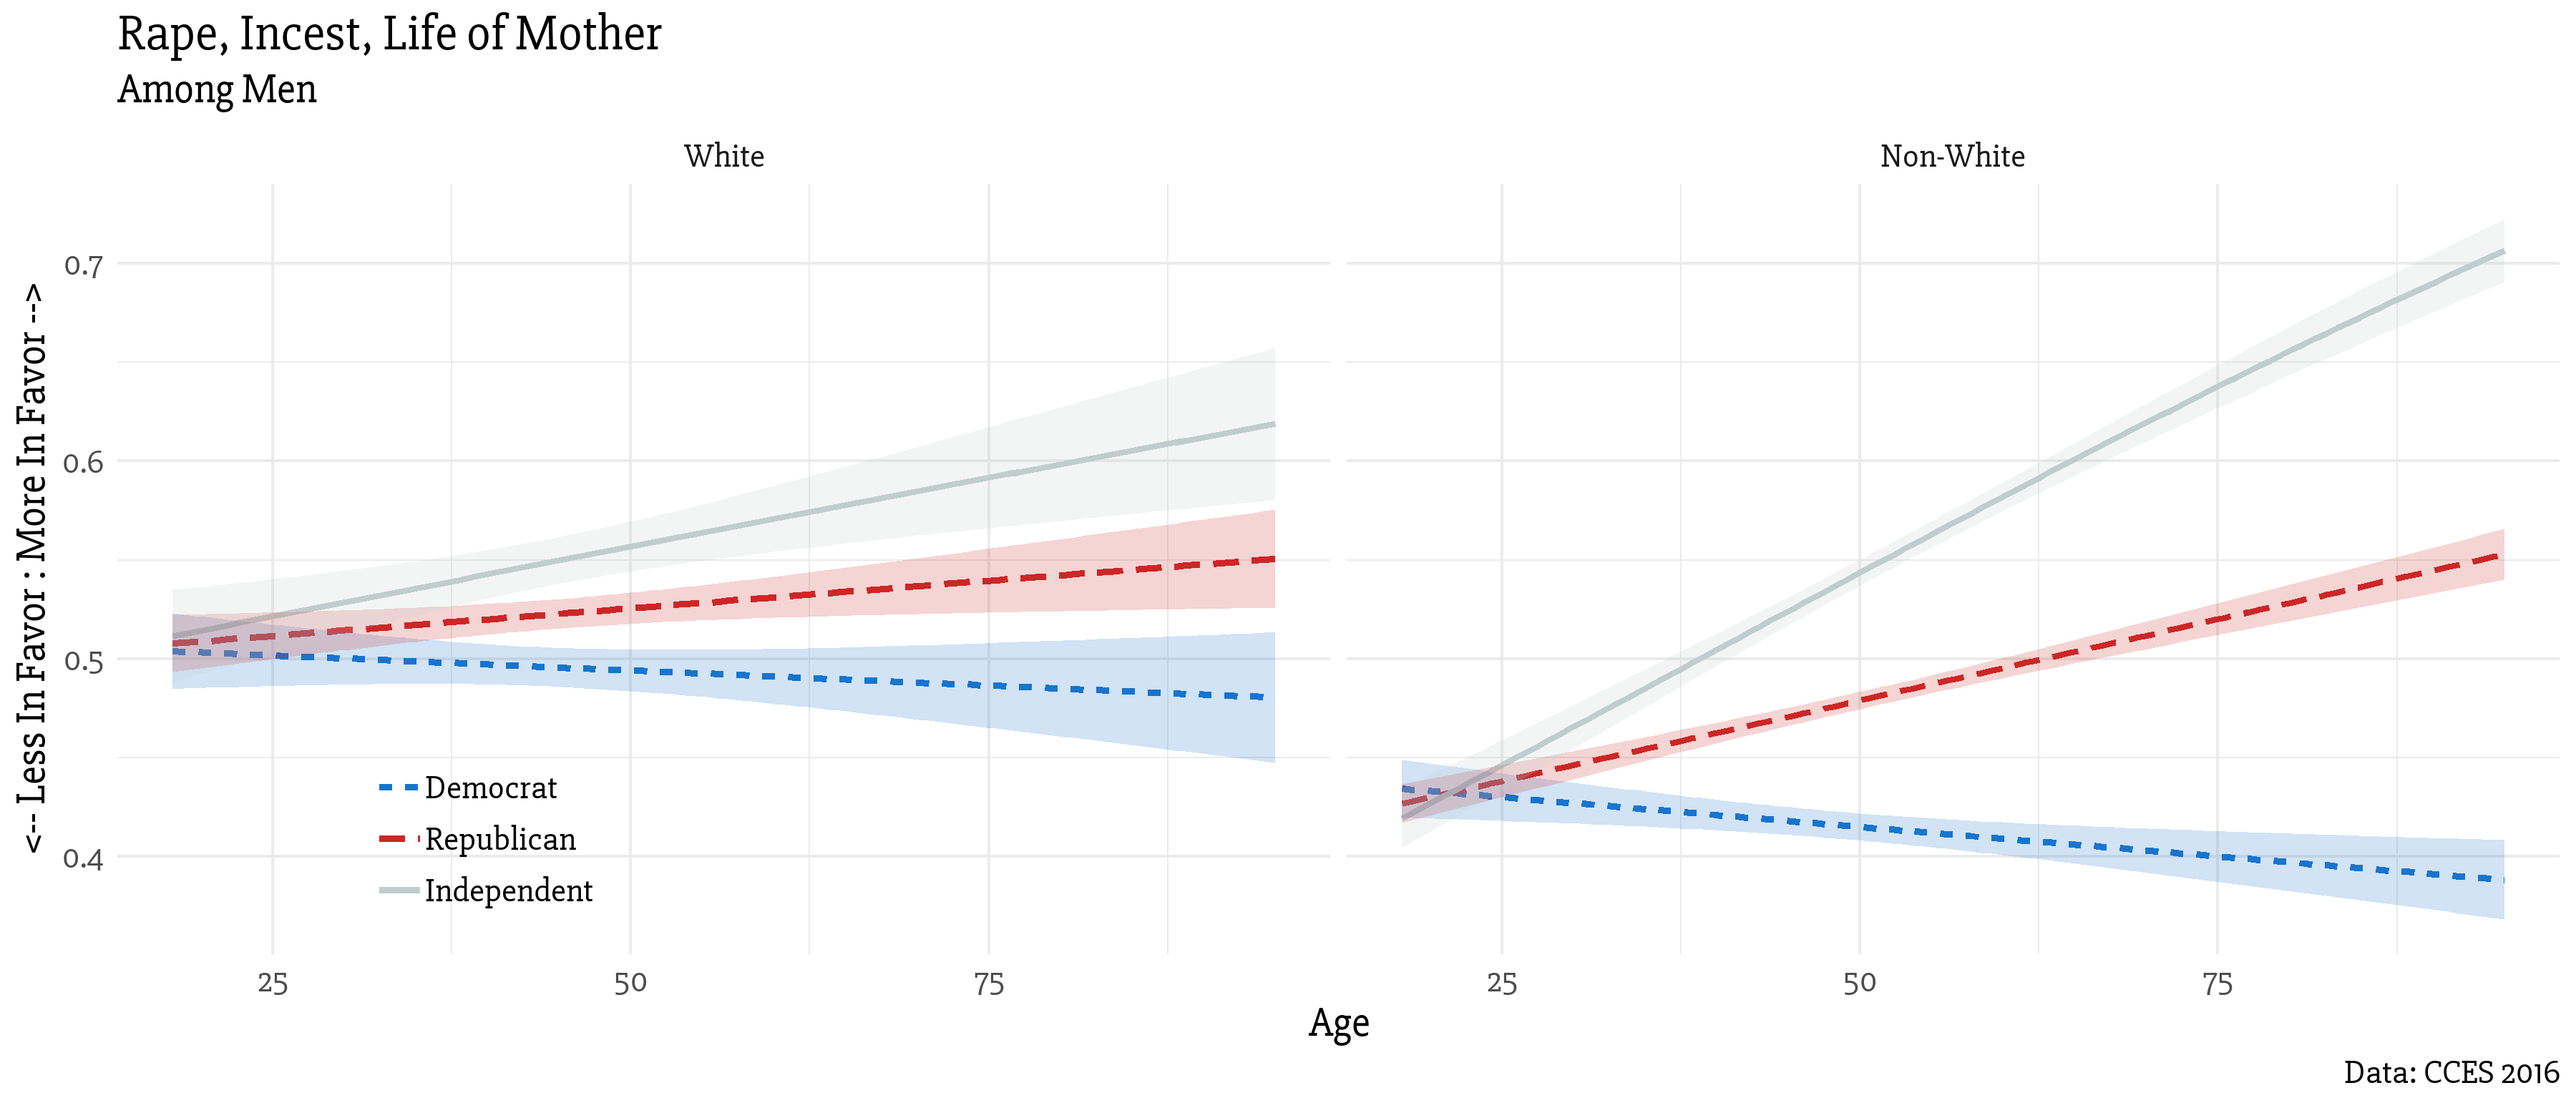 Rape, Incest, Life of Mother
Among Men
White
Non-White
<-- Less In Favor : More In Favor -->
0.7
0.6
0.5
0.4
Democrat
Republican
Independent
25 50 75
25 50 75
Age
Data: CCES 2016